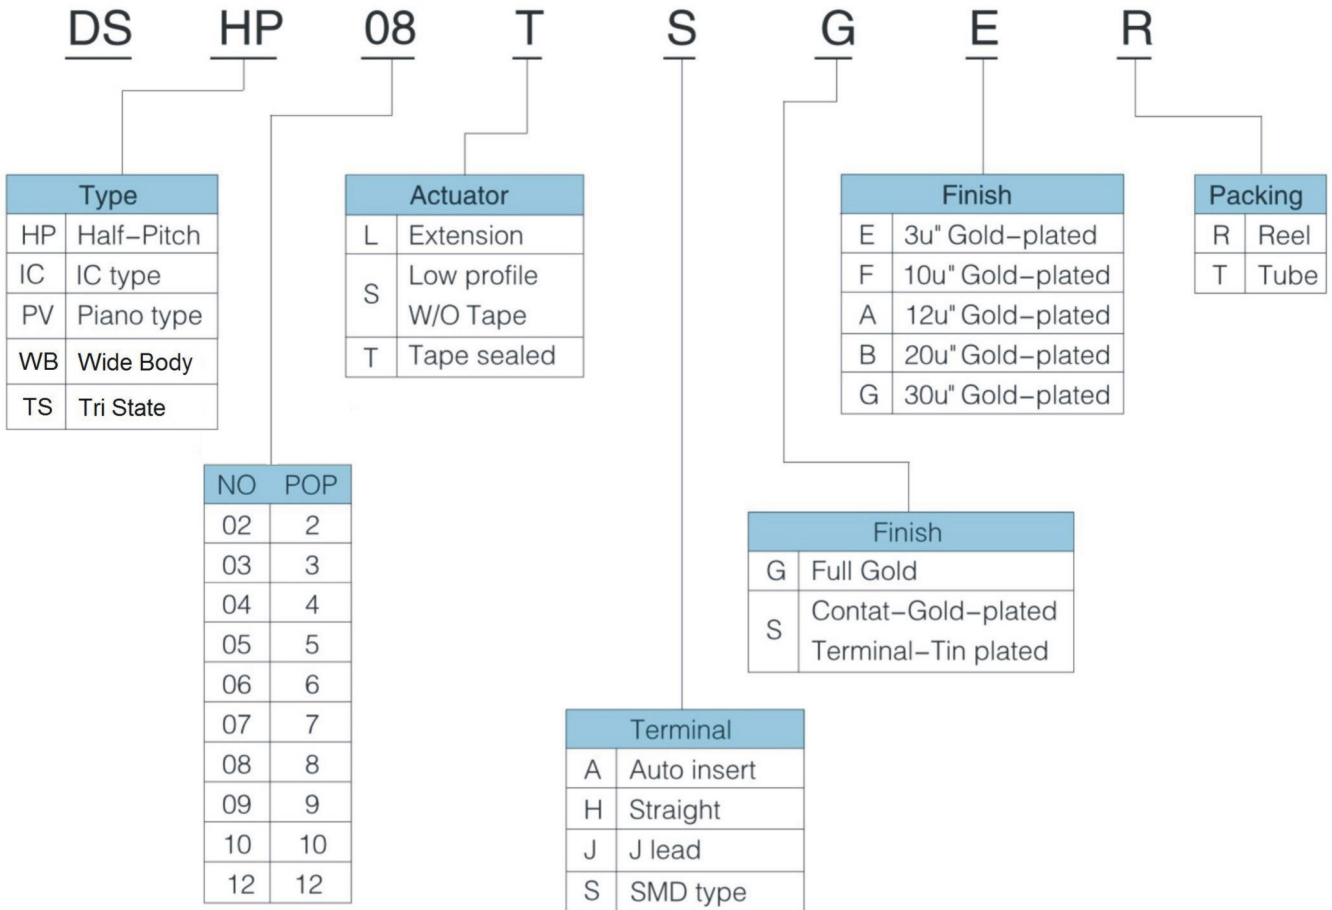 DS HP 08 T S G E R
Type
HP Half-Pitch
IC IC type
PV Piano type
WB Wide Body
TS Tri State
Actuator
L Extension
S Low profile
W/O Tape
T Tape sealed
Finish
E 3u" Gold-plated
F 10u" Gold-plated
A 12u" Gold-plated
B 20u" Gold-plated
G 30u" Gold-plated
Packing
R Reel
T Tube
NO POP
02 2
03 3
04 4
05 5
06 6
07 7
08 8
09 9
10 10
12 12
Finish
G Full Gold
S Contat-Gold-plated
Terminal-Tin plated
Terminal
A Auto insert
H Straight
J J lead
S SMD type